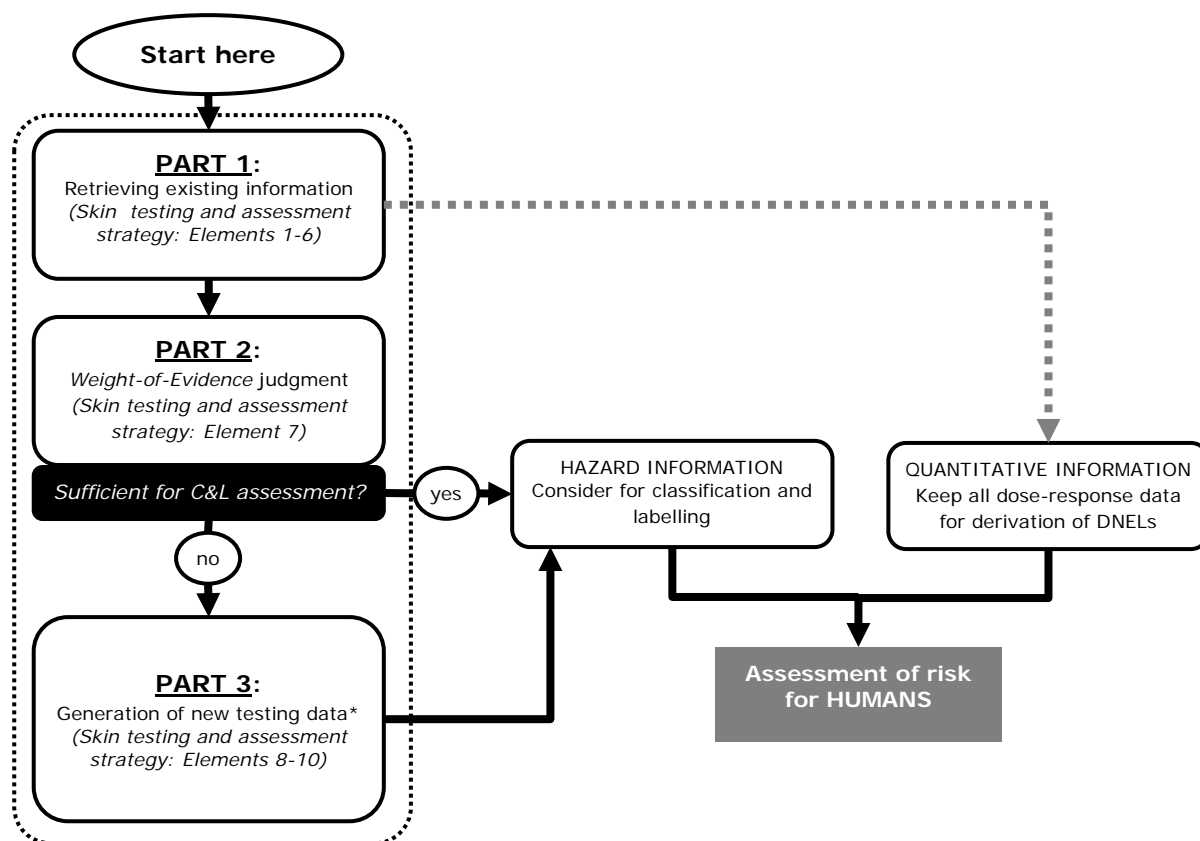 Start here
PART 1:
Retrieving existing information
(Skin testing and assessment
strategy: Elements 1-6)
PART 2:
Weight-of-Evidence judgment
(Skin testing and assessment
strategy: Element 7)
Sufficient for C&L assessment?
yes
no
PART 3:
Generation of new testing data*
(Skin testing and assessment
strategy: Elements 8-10)
HAZARD INFORMATION
Consider for classification and
labelling
QUANTITATIVE INFORMATION
Keep all dose-response data
for derivation of DNELs
Assessment of risk
for HUMANS